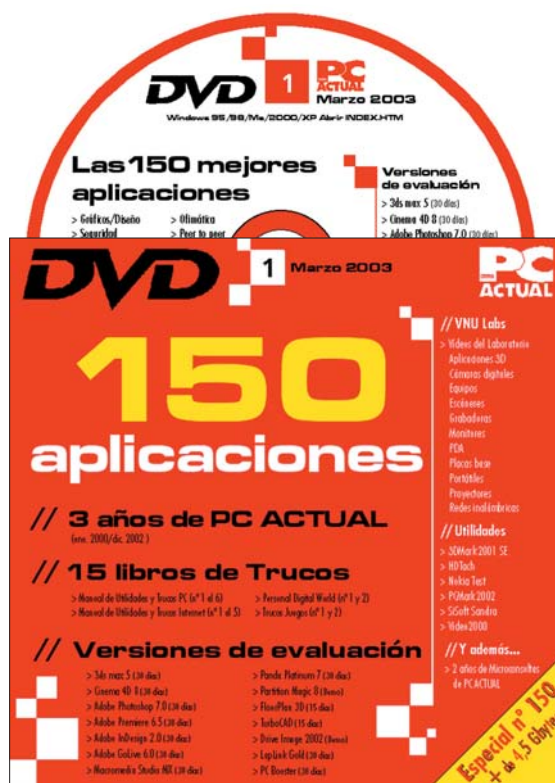 DVD 1 PC ACTUAL
Marzo 2003
Windows 95/98/Me/2000/XP Abrir INDEX.HTM
Las 150 mejores
aplicaciones
> Gráficos/Diseño
> Seguridad
> Ofimática
> Peer to peer
Versiones
de evaluación
> 3ds max 5 (30 días)
> Cinema 4D 8 (30 días)
> Adobe Photoshop 7.0 (30 días)
DVD 1 Marzo 2003
PC
ACTUAL
150
aplicaciones
// 3 años de PC ACTUAL
(ene. 2000/dic. 2002)
// 15 libros de Trucos
> Manual de Utilidades y Trucos PC (nº 1 al 6)
> Manual de Utilidades y Trucos Internet (nº 1 al 5)
> Personal Digital World (nº 1 y 2)
> Trucos Juegos (nº 1 y 2)
// Versiones de evaluación
> 3ds max 5 (30 días)
> Cinema 4D 8 (30 días)
> Adobe Photoshop 7.0 (30 días)
> Adobe Premiere 6.5 (30 días)
> Adobe InDesign 2.0 (30 días)
> Adobe GoLive 6.0 (30 días)
> Macromedia Studio MX (30 días)
> Panda Platinum 7 (30 días)
> Partition Magic 8 (Demo)
> FloorPlan 3D (15 días)
> TurboCAD (15 días)
> Drive Image 2002 (Demo)
> LapLink Gold (30 días)
> PC Booster (30 días)
// VNU Labs
> Vídeos del Laboratorio
Aplicaciones 3D
Cámaras digitales
Equipos
Escáneres
Grabadoras
Monitores
PDA
Placas base
Portátiles
Proyectores
Redes inalámbricas
// Utilidades
> 3DMark2001 SE
> HDTach
> Nokia Test
> PCMark2002
> SiSoft Sandra
> Video2000
// Y además...
> 2 años de Microconsultas
de PC ACTUAL
Especial nº 150
+ de 4,5 Gbytes